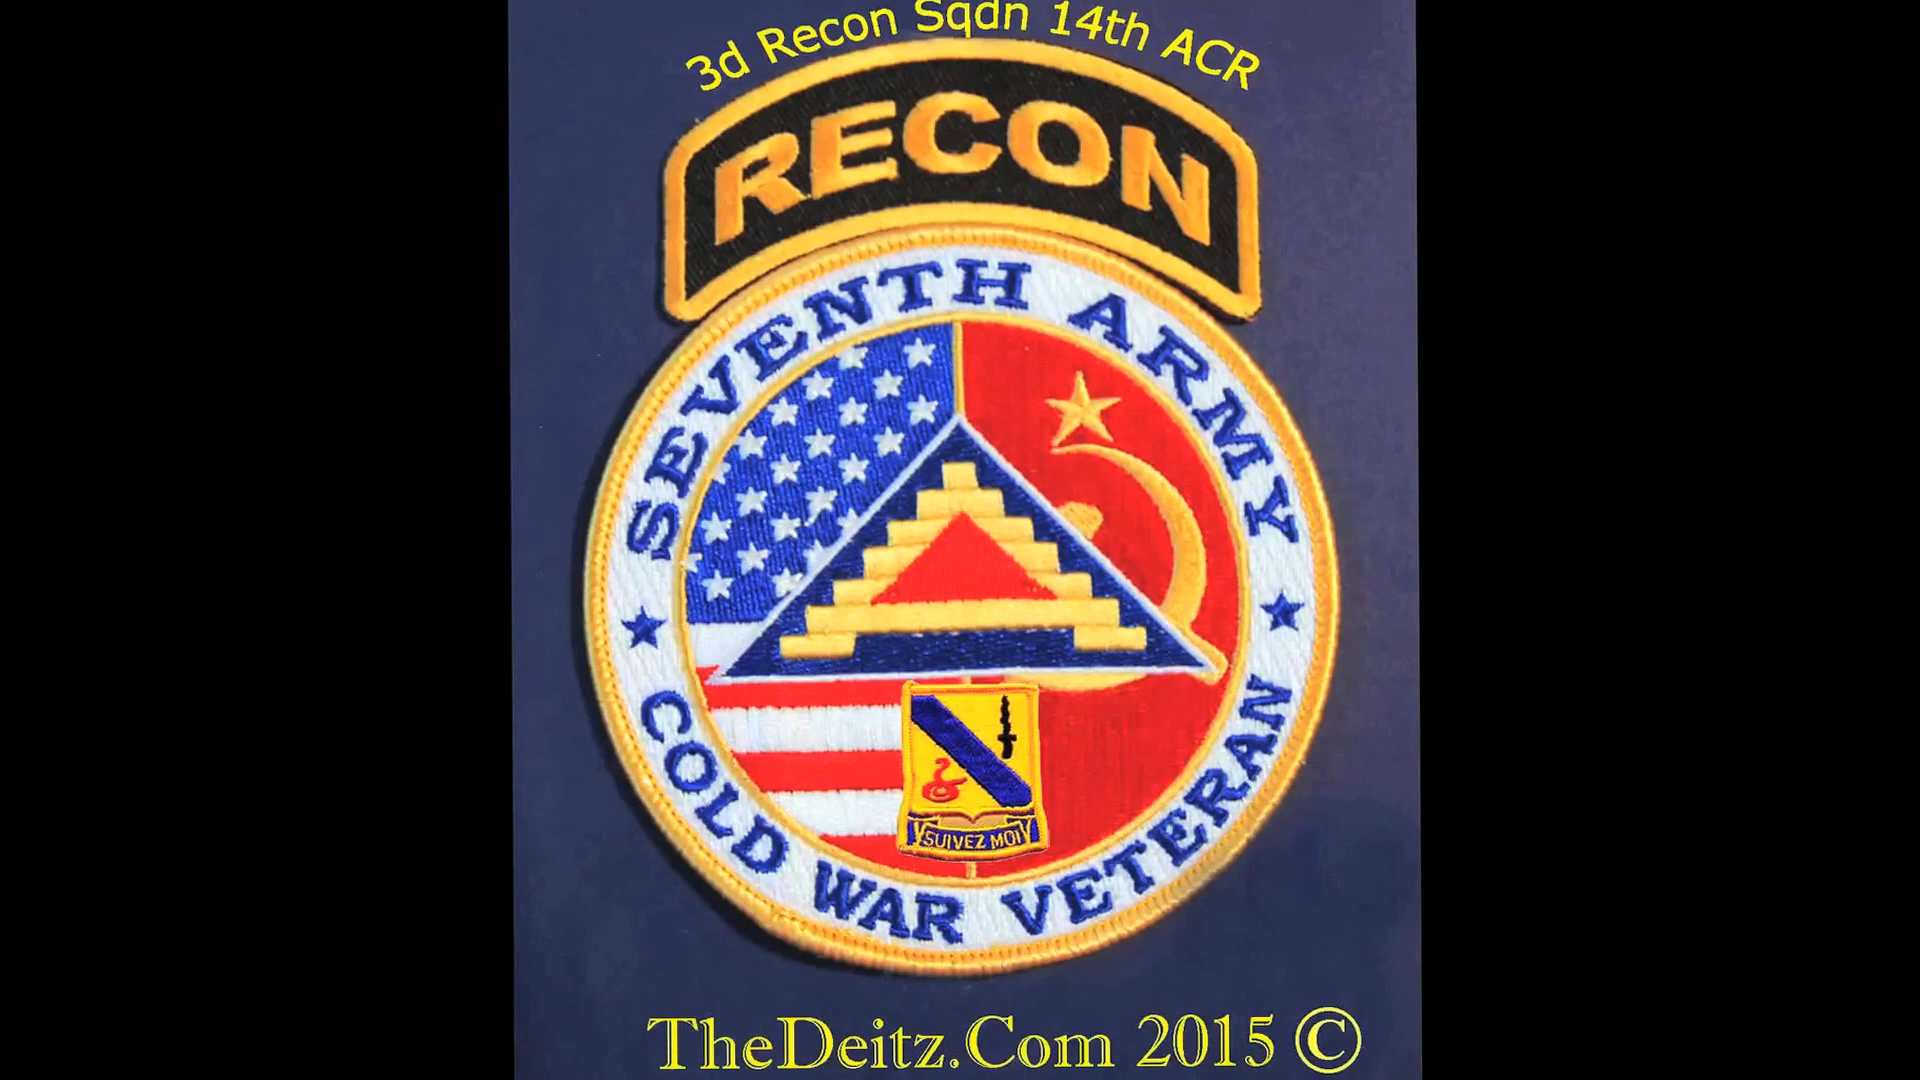 3d Recon Sqdn 14th ACR
RECON
SEVENTH ARMY
SUIVEZ MOI
COLD WAR VETERAN
TheDeitz.Com 2015 ©